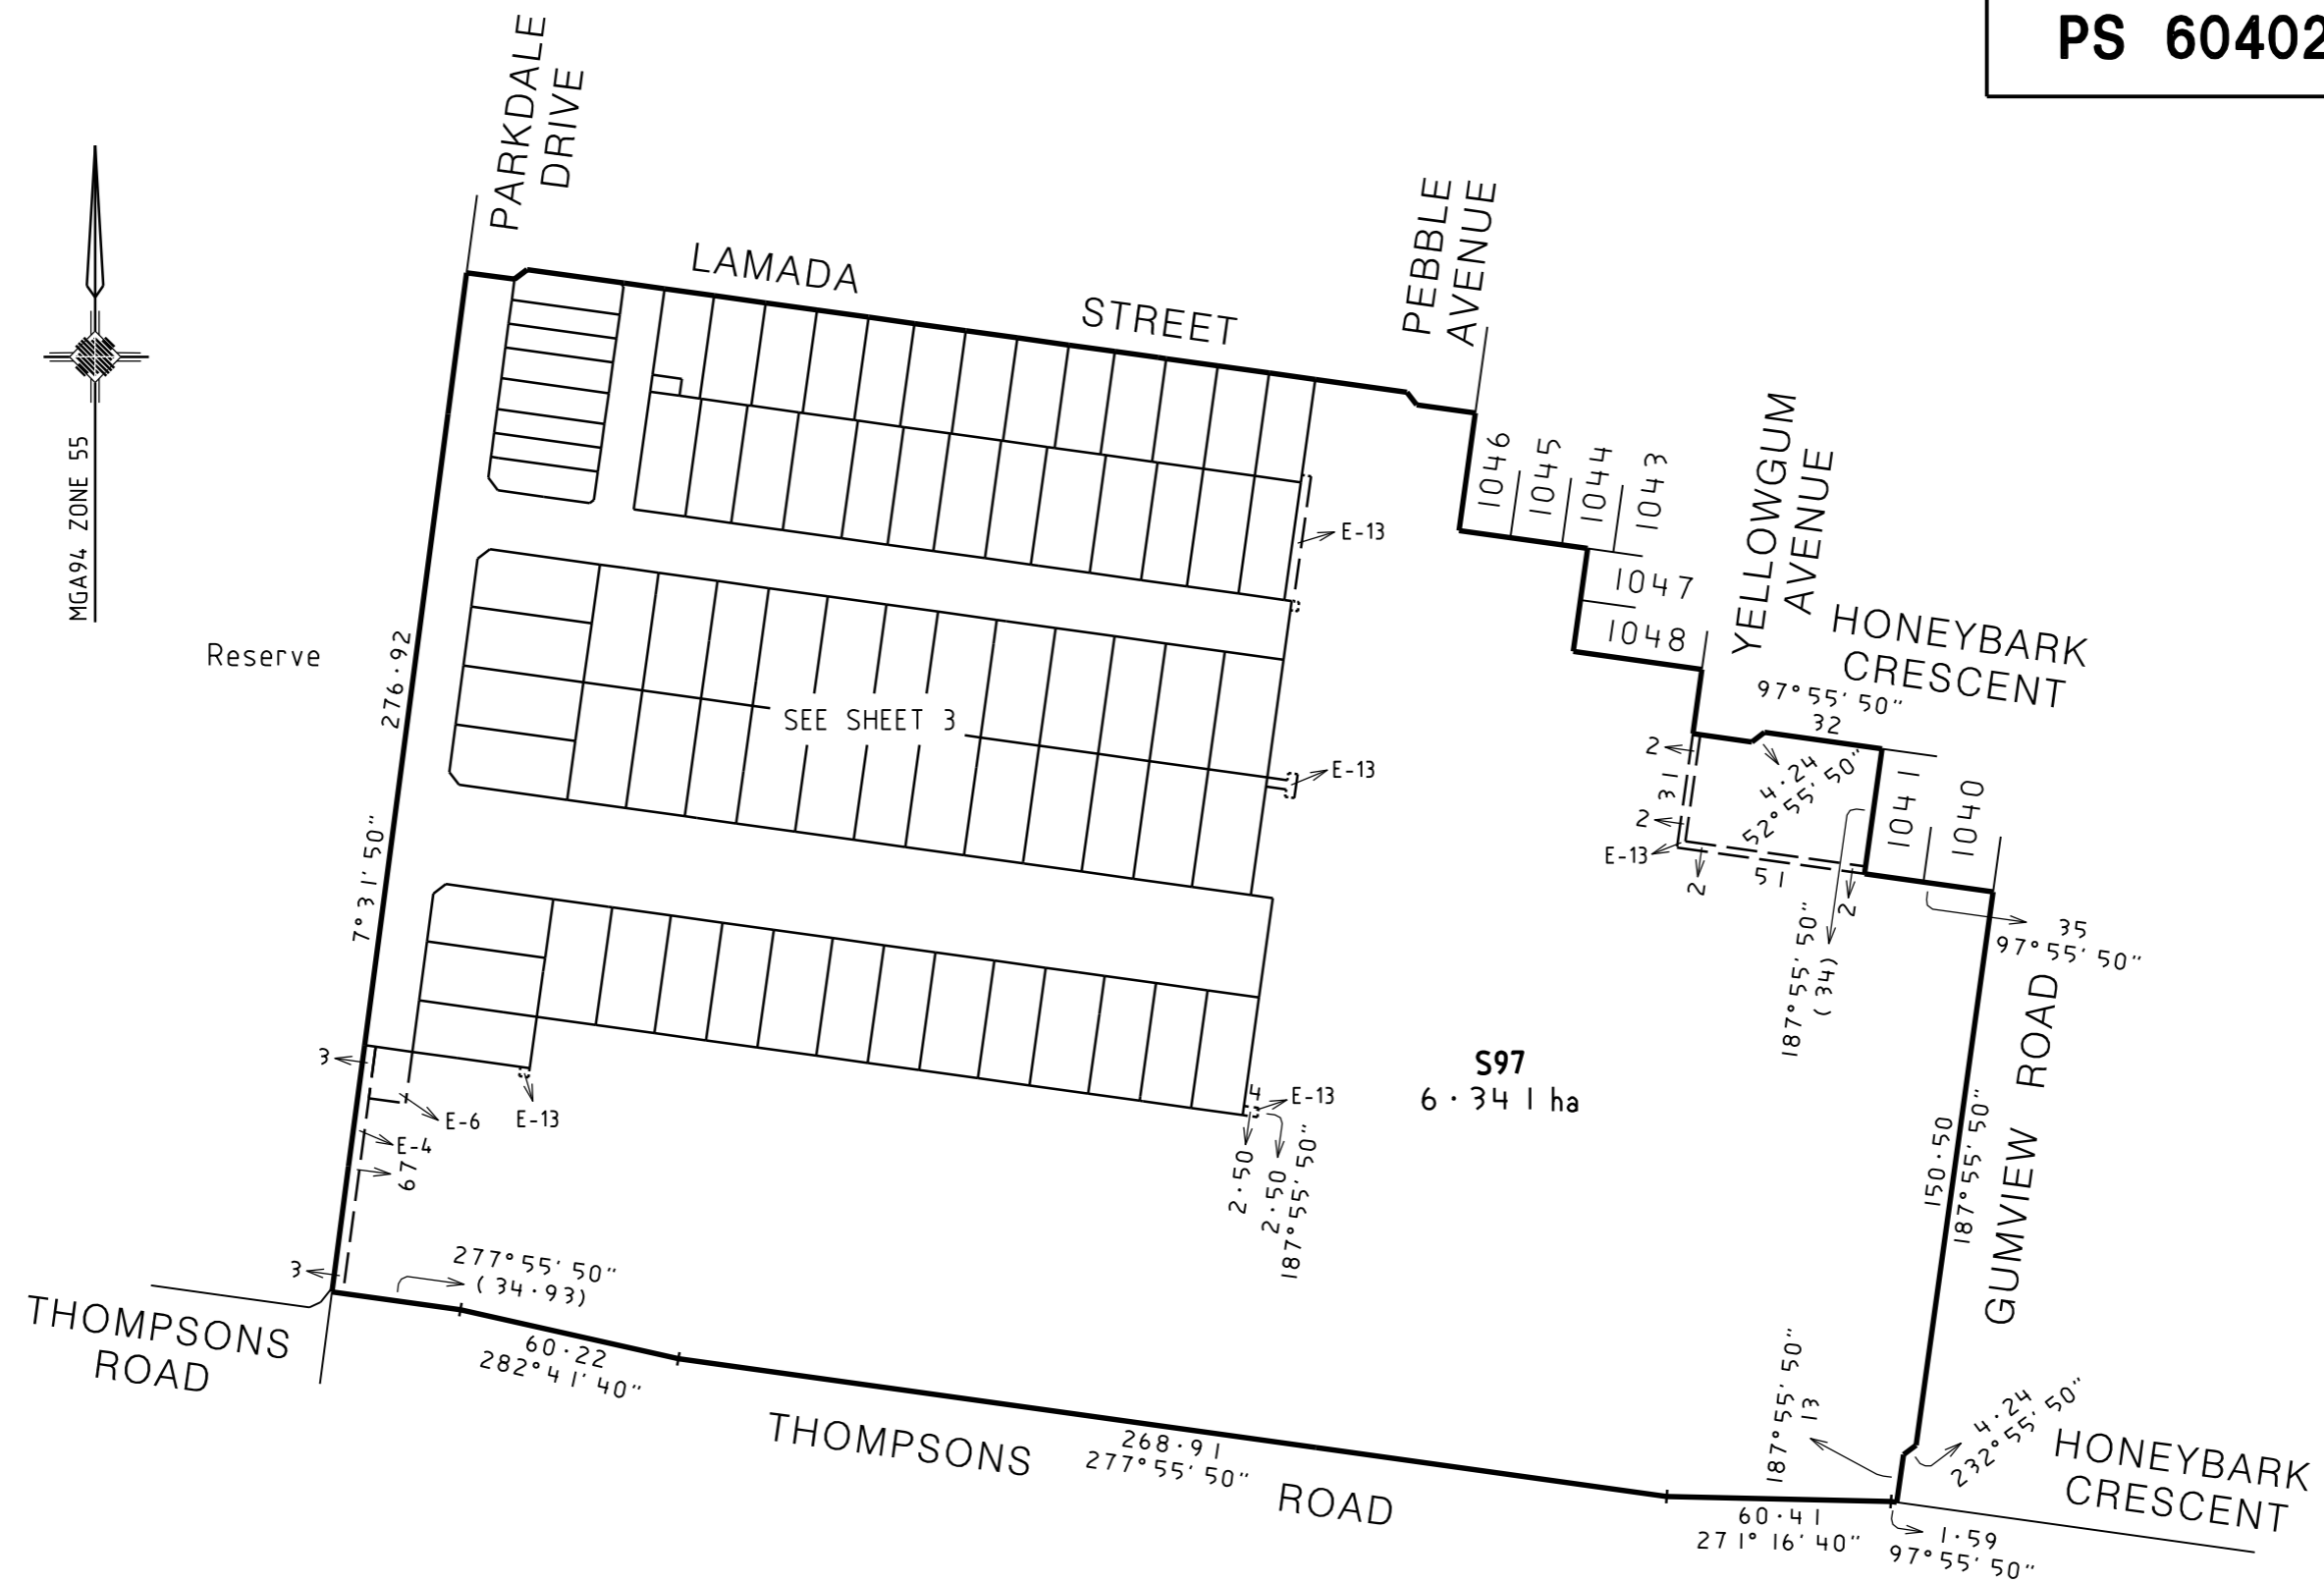 PS 60402
PARKDALE
DRIVE
LAMADA
STREET
PEBBLE
AVENUE
MGA94 ZONE 55
1046
1045
1044
1043
1047
1048
YELLOWGUM
AVENUE
HONEYBARK
CRESCENT
97°55'50"
32
E-13
Reserve
276·92
7°31'50"
SEE SHEET 3
E-13
2
31
2
E-13
2
51
2
4·24
52°55'50"
1041
1040
187°55'50"
(34)
35
97°55'50"
3
E-6
E-13
E-4
67
3
4
E-13
2·50
2·50
187°55'50"
S97
6·341 ha
150·50
187°55'50"
GUMVIEW ROAD
277°55'50"
(34·93)
THOMPSONS
ROAD
60·22
282°41'40"
THOMPSONS ROAD
268·91
277°55'50"
187°55'50"
13
4·24
232°55'50"
HONEYBARK
CRESCENT
60·41
271°16'40"
1·59
97°55'50"